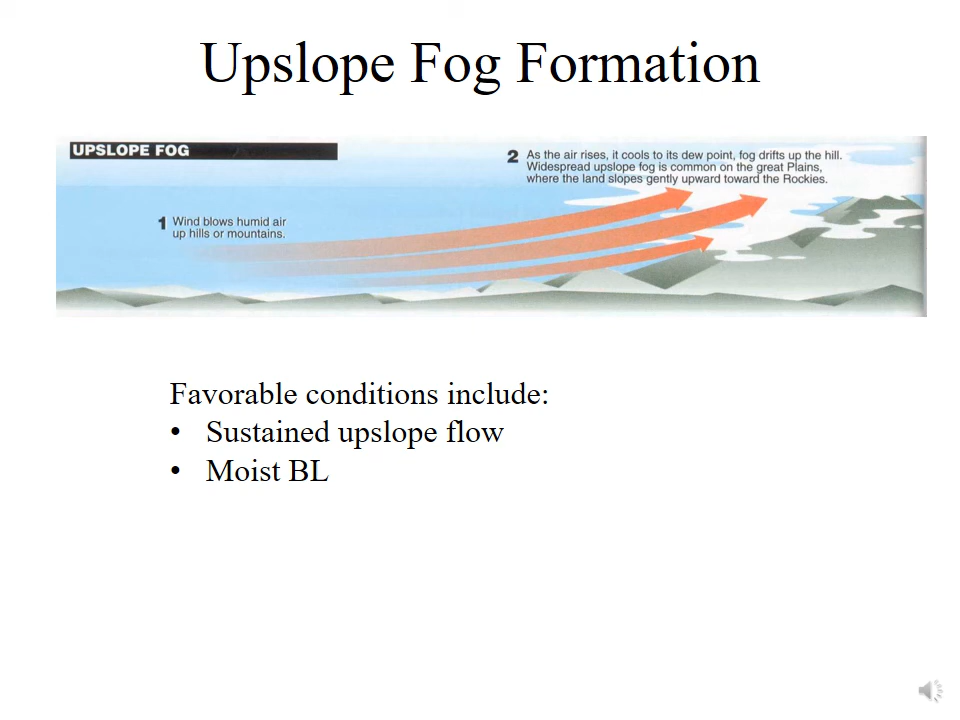 Upslope Fog Formation
UPSLOPE FOG
2 As the air rises, it cools to its dew point, fog drifts up the hill.
Widespread upslope fog is common on the great Plains,
where the land slopes gently upward toward the Rockies.
1 Wind blows humid air
up hills or mountains.
Favorable conditions include:
• Sustained upslope flow
• Moist BL